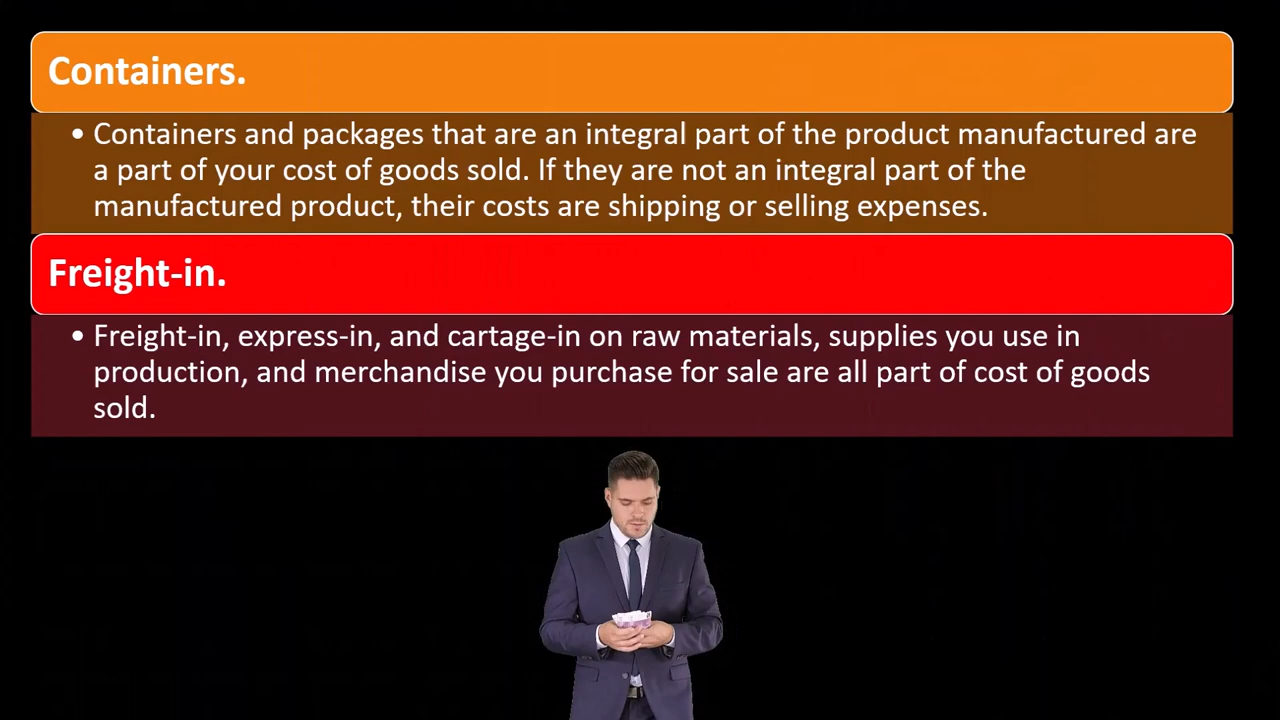 Containers.
• Containers and packages that are an integral part of the product manufactured are
a part of your cost of goods sold. If they are not an integral part of the
manufactured product, their costs are shipping or selling expenses.
Freight-in.
• Freight-in, express-in, and cartage-in on raw materials, supplies you use in
production, and merchandise you purchase for sale are all part of cost of goods
sold.